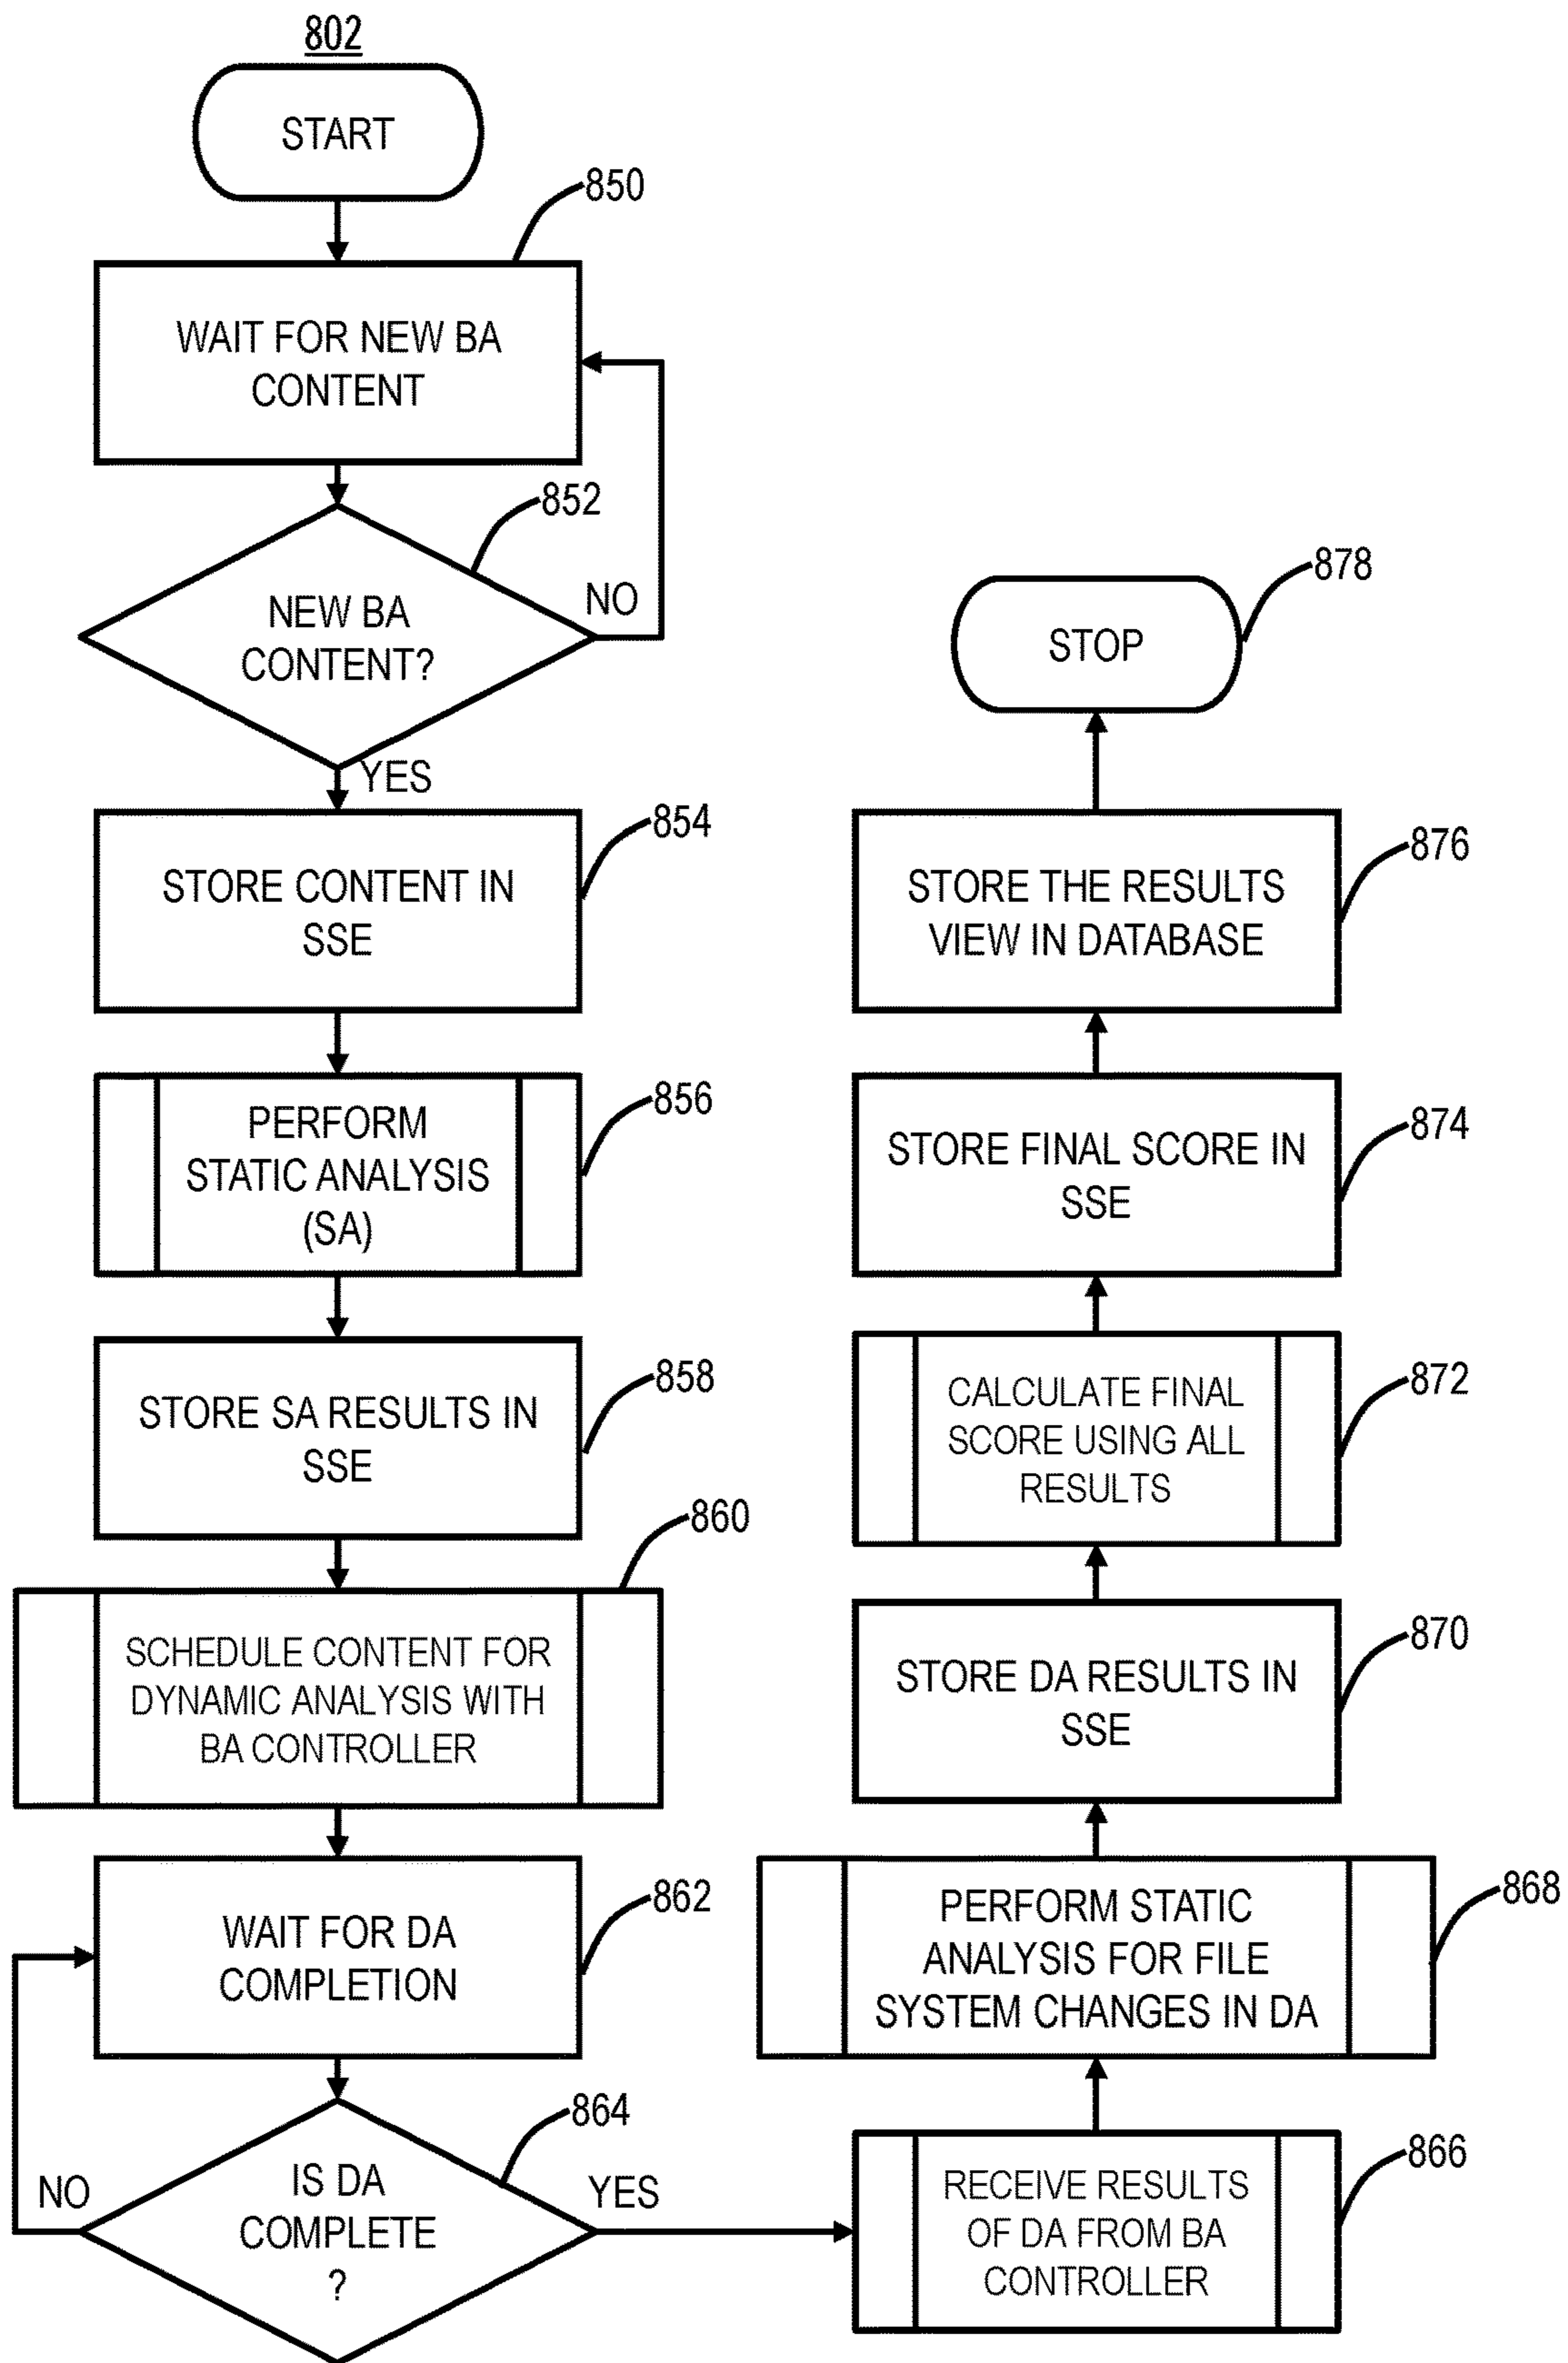 802
START
850
WAIT FOR NEW BA
CONTENT
852
NEW BA
CONTENT?
NO
YES
854
STORE CONTENT IN
SSE
856
PERFORM
STATIC ANALYSIS
(SA)
858
STORE SA RESULTS IN
SSE
860
SCHEDULE CONTENT FOR
DYNAMIC ANALYSIS WITH
BA CONTROLLER
862
WAIT FOR DA
COMPLETION
864
IS DA
COMPLETE
?
NO
YES
866
RECEIVE RESULTS
OF DA FROM BA
CONTROLLER
868
PERFORM STATIC
ANALYSIS FOR FILE
SYSTEM CHANGES IN DA
870
STORE DA RESULTS IN
SSE
872
CALCULATE FINAL
SCORE USING ALL
RESULTS
874
STORE FINAL SCORE IN
SSE
876
STORE THE RESULTS
VIEW IN DATABASE
878
STOP